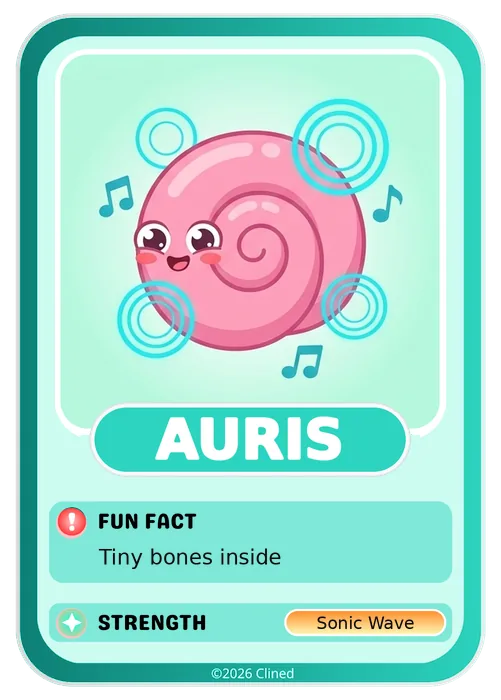 AURIS
FUN FACT
Tiny bones inside
STRENGTH
Sonic Wave
©2026 Clined